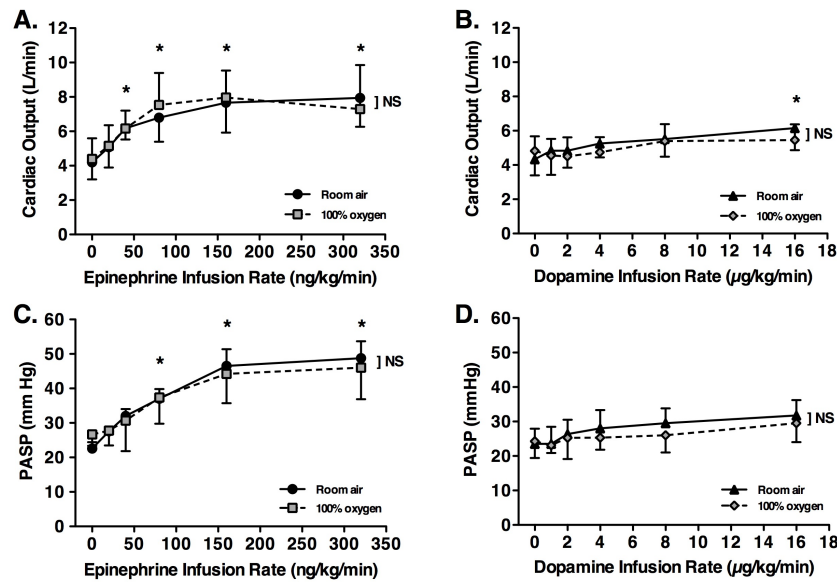 A.
Cardiac Output (L/min)
12
10
8
6
4
2
0
* * * *
] NS
Room air
100% oxygen
0 50 100 150 200 250 300 350
Epinephrine Infusion Rate (ng/kg/min)
B.
Cardiac Output (L/min)
12
10
8
6
4
2
0
*
] NS
Room air
100% oxygen
0 2 4 6 8 10 12 14 16 18
Dopamine Infusion Rate (µg/kg/min)
C.
PASP (mm Hg)
60
50
40
30
20
10
0
* * *
] NS
Room air
100% oxygen
0 50 100 150 200 250 300 350
Epinephrine Infusion Rate (ng/kg/min)
D.
PASP (mmHg)
60
50
40
30
20
10
0
] NS
Room air
100% oxygen
0 2 4 6 8 10 12 14 16 18
Dopamine Infusion Rate (µg/kg/min)